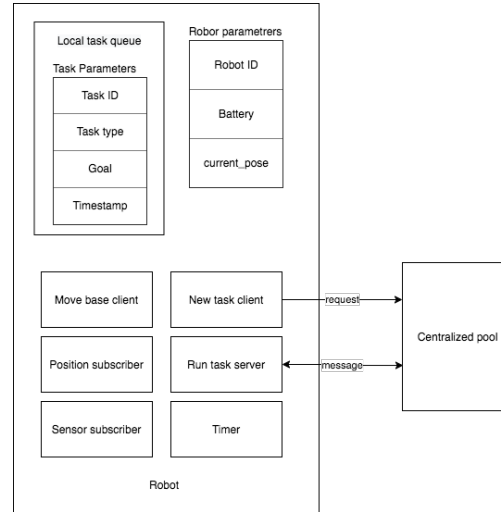 Local task queue
Task Parameters
Task ID
Task type
Goal
Timestamp
Robor parametrers
Robot ID
Battery
current_pose
Move base client
New task client
request
Centralized pool
Position subscriber
Run task server
message
Sensor subscriber
Timer
Robot